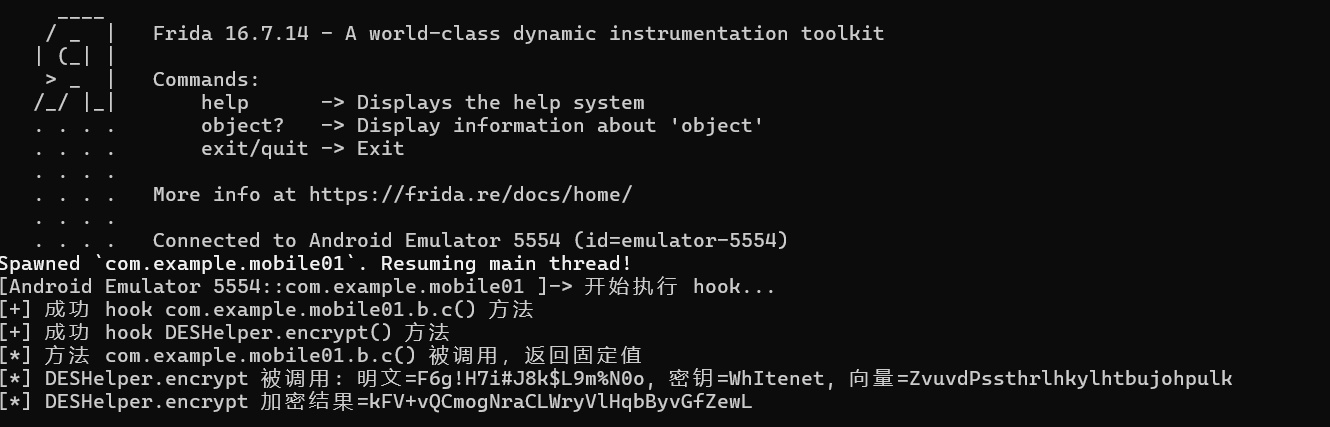 ____
    / _  |   Frida 16.7.14 - A world-class dynamic instrumentation toolkit
   | (_| |
    > _  |   Commands:
   /_/ |_|       help      -> Displays the help system
   . . . .       object?   -> Display information about 'object'
   . . . .       exit/quit -> Exit
   . . . .
   . . . .   More info at https://frida.re/docs/home/
   . . . .
   . . . .   Connected to Android Emulator 5554 (id=emulator-5554)
Spawned `com.example.mobile01`. Resuming main thread!
[Android Emulator 5554::com.example.mobile01 ]-> 开始执行 hook...
[+] 成功 hook com.example.mobile01.b.c() 方法
[+] 成功 hook DESHelper.encrypt() 方法
[*] 方法 com.example.mobile01.b.c() 被调用，返回固定值
[*] DESHelper.encrypt 被调用: 明文=F6g!H7i#J8k$L9m%N0o, 密钥=WhItenet, 向量=ZvuvdPssthrlhkylhtbujohpulk
[*] DESHelper.encrypt 加密结果=kFV+vQCmogNraCLWryVlHqbByvGfZewL